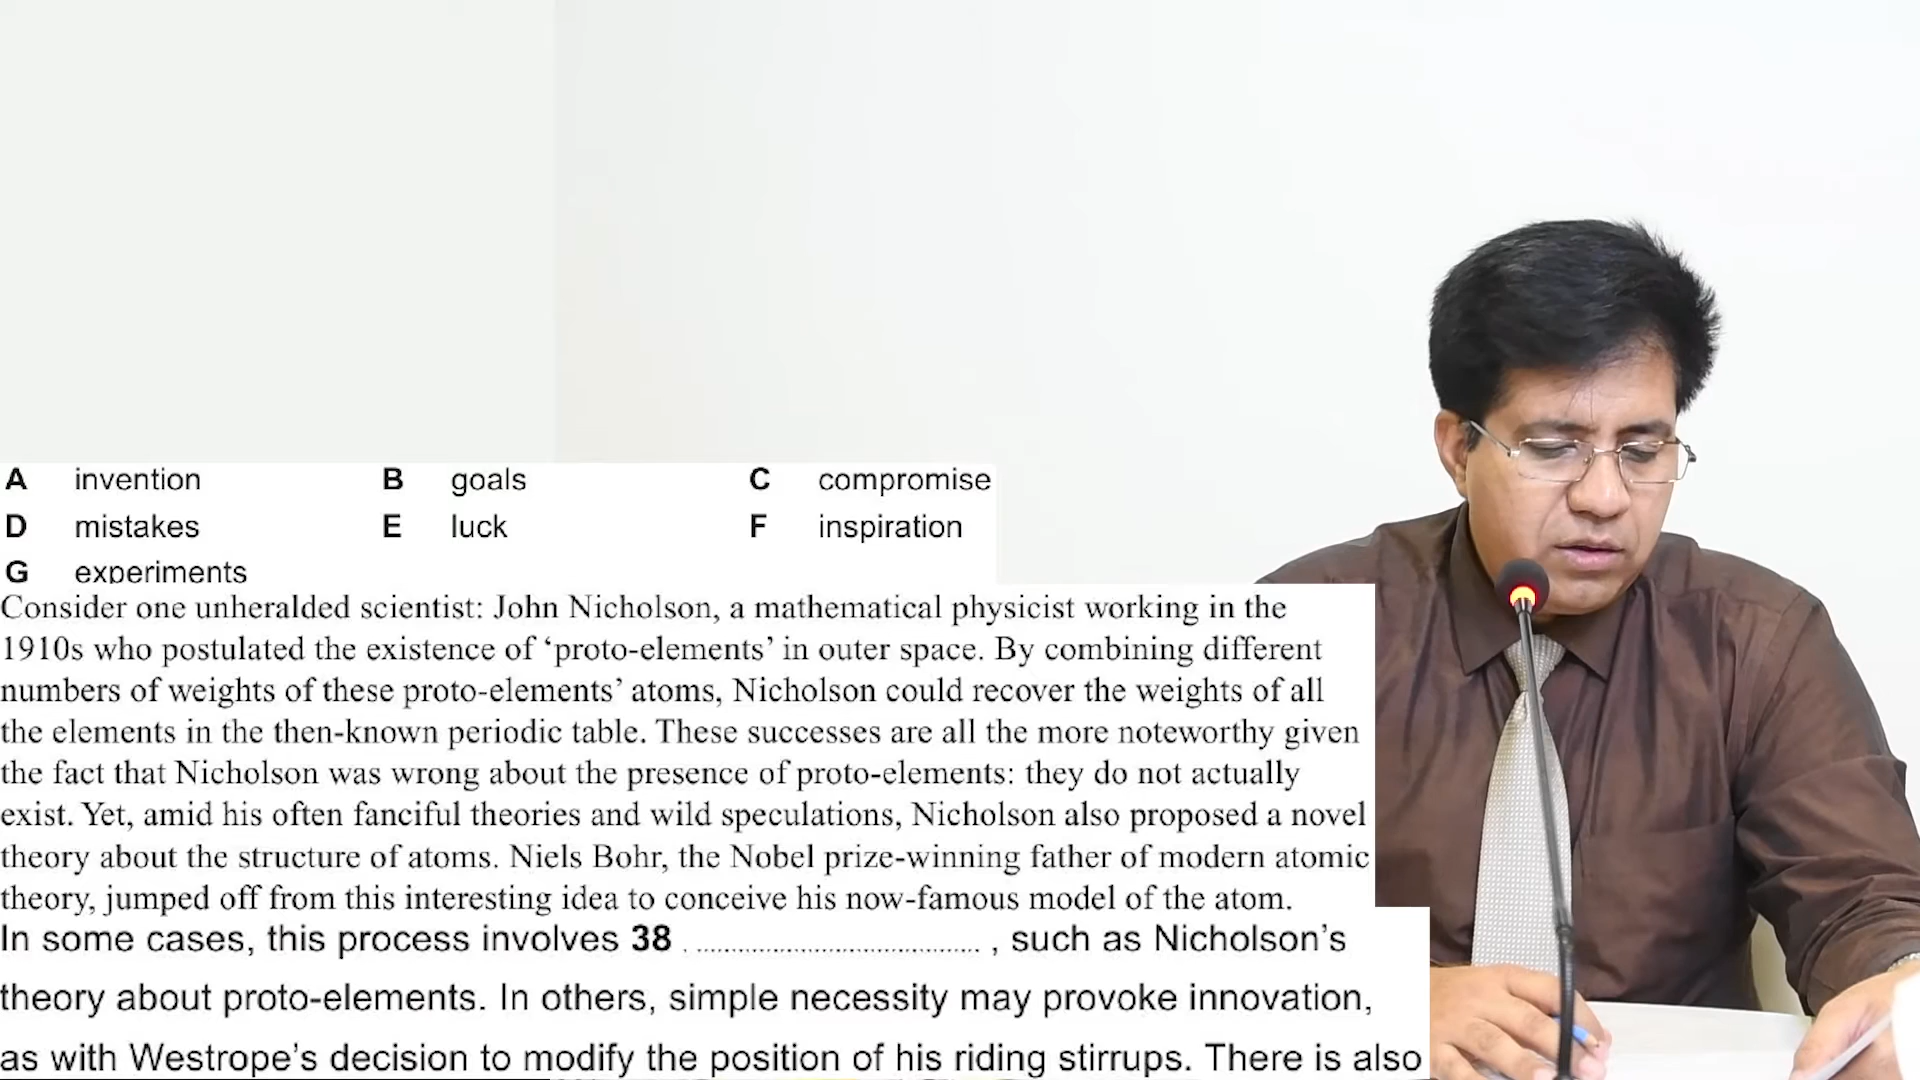 A invention B goals C compromise
D mistakes E luck F inspiration
G experiments
Consider one unheralded scientist: John Nicholson, a mathematical physicist working in the
1910s who postulated the existence of ‘proto-elements’ in outer space. By combining different
numbers of weights of these proto-elements’ atoms, Nicholson could recover the weights of all
the elements in the then-known periodic table. These successes are all the more noteworthy given
the fact that Nicholson was wrong about the presence of proto-elements: they do not actually
exist. Yet, amid his often fanciful theories and wild speculations, Nicholson also proposed a novel
theory about the structure of atoms. Niels Bohr, the Nobel prize-winning father of modern atomic
theory, jumped off from this interesting idea to conceive his now-famous model of the atom.
In some cases, this process involves 38 ...................................... , such as Nicholson’s
theory about proto-elements. In others, simple necessity may provoke innovation,
as with Westrope’s decision to modify the position of his riding stirrups. There is also